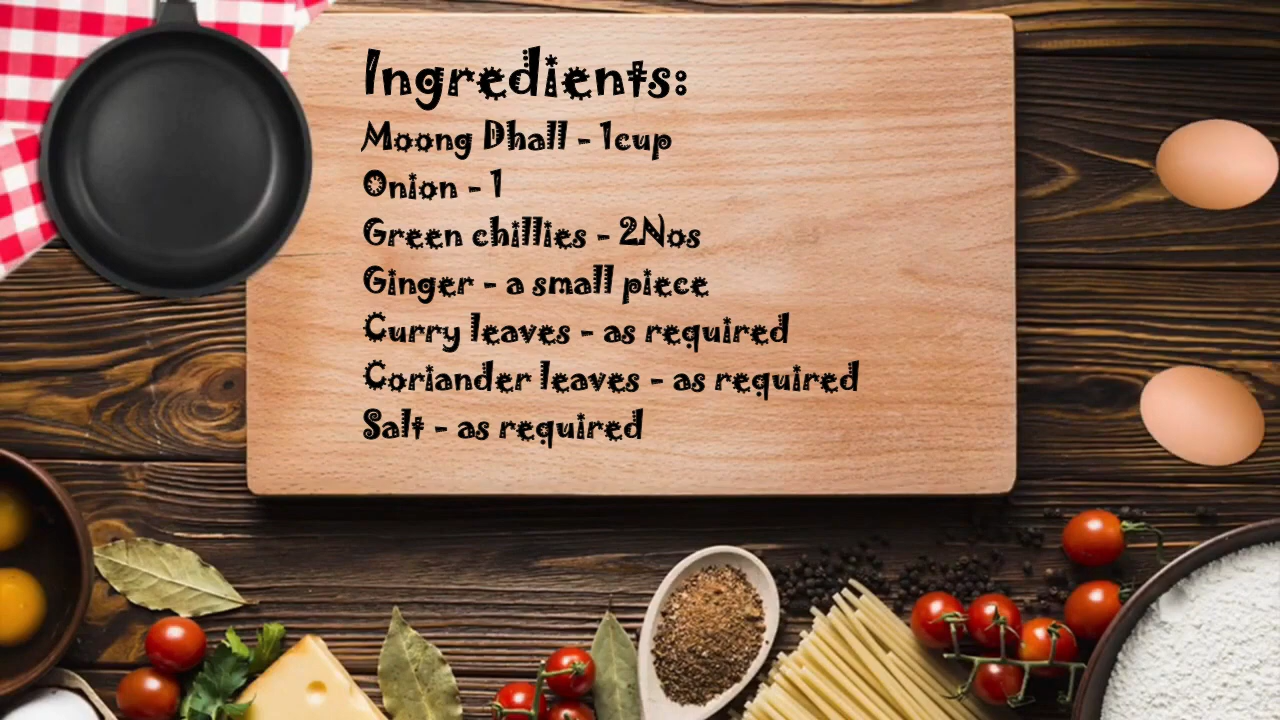 Ingredients:
Moong Dhall - 1cup
Onion - 1
Green chillies - 2Nos
Ginger - a small piece
Curry leaves - as required
Coriander leaves - as required
Salt - as required